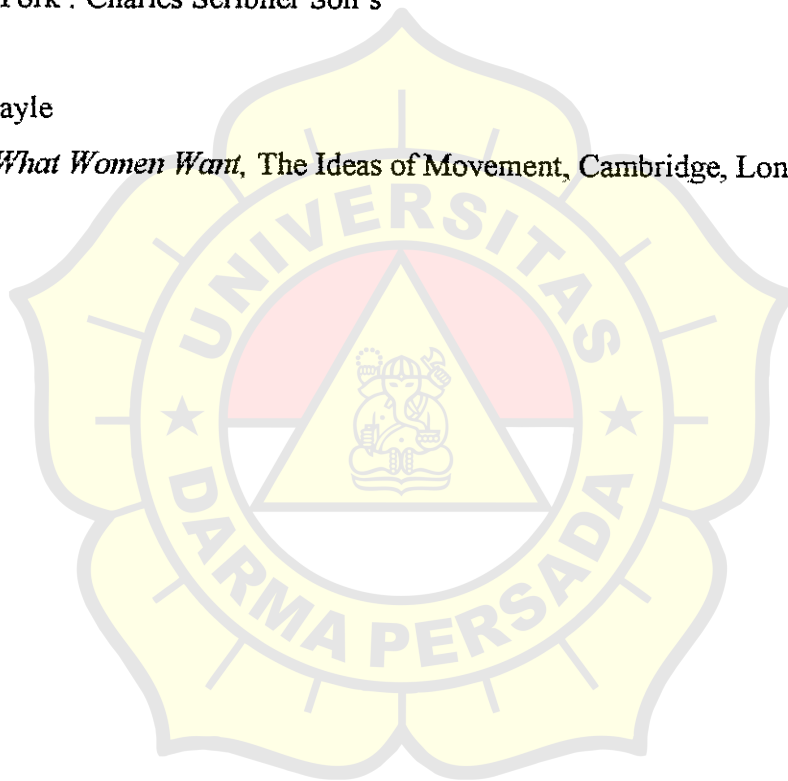 York : Charles Scribner Son's
ayle
What Women Want, The Ideas of Movement, Cambridge, Lon
UNIVERSITAS
DARMA PERSADA